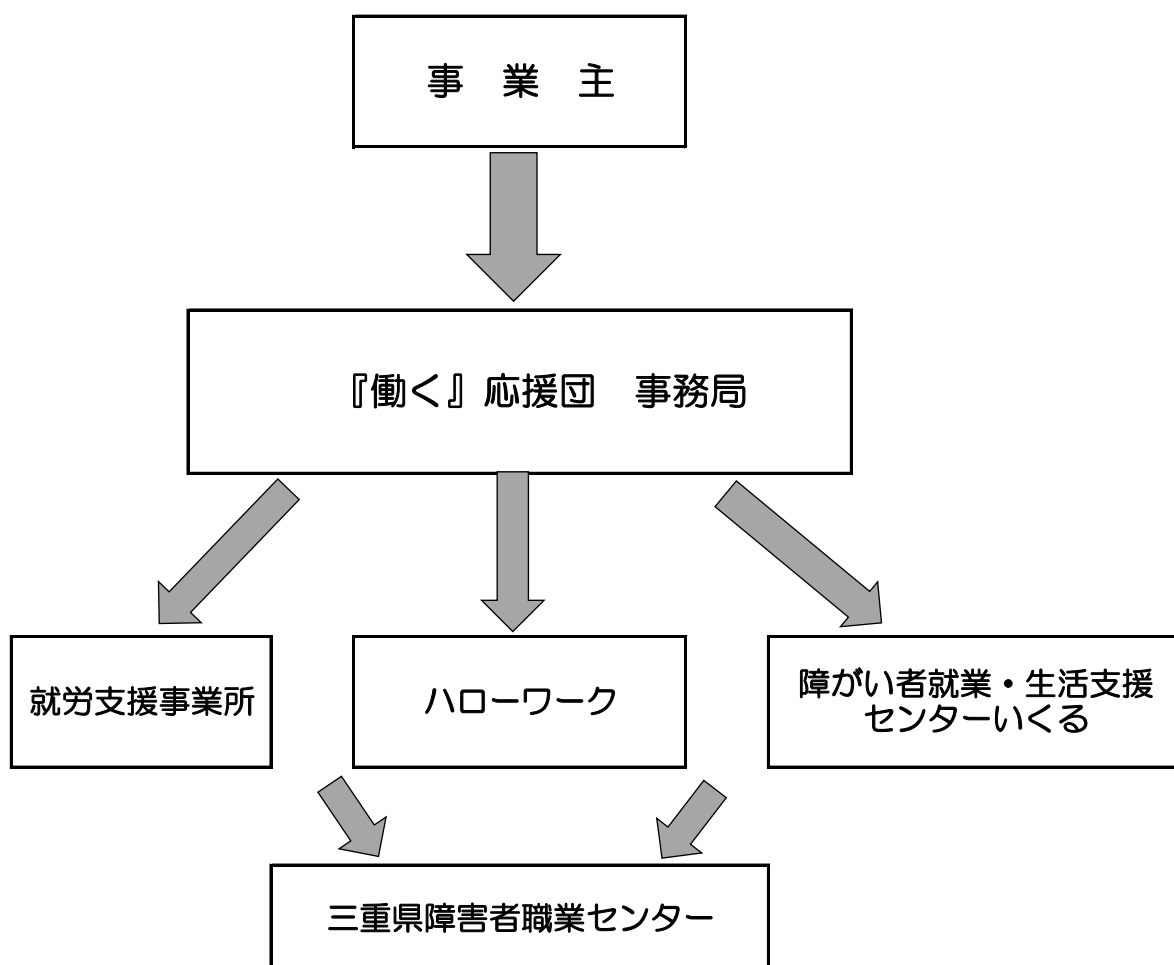 事　業　主
『働く』応援団　事務局
就労支援事業所
ハローワーク
障がい者就業・生活支援
センターいくる
三重県障害者職業センター